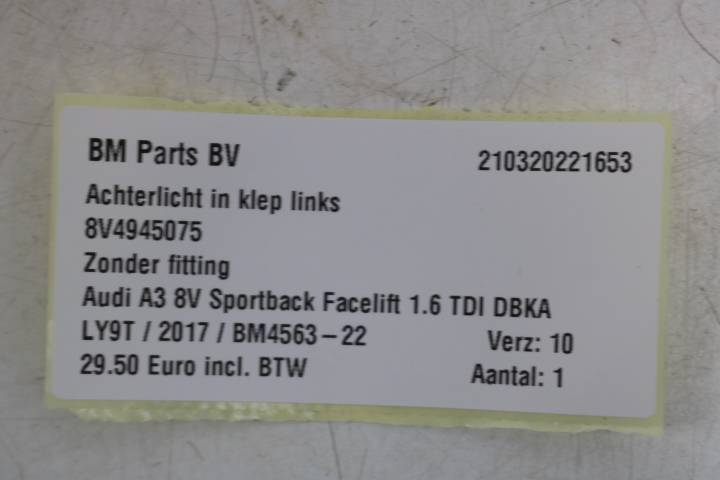 BM Parts BV 210320221653
Achterlicht in klep links
8V4945075
Zonder fitting
Audi A3 8V Sportback Facelift 1.6 TDI DBKA
LY9T / 2017 / BM4563-22 Verz: 10
29.50 Euro incl. BTW Aantal: 1